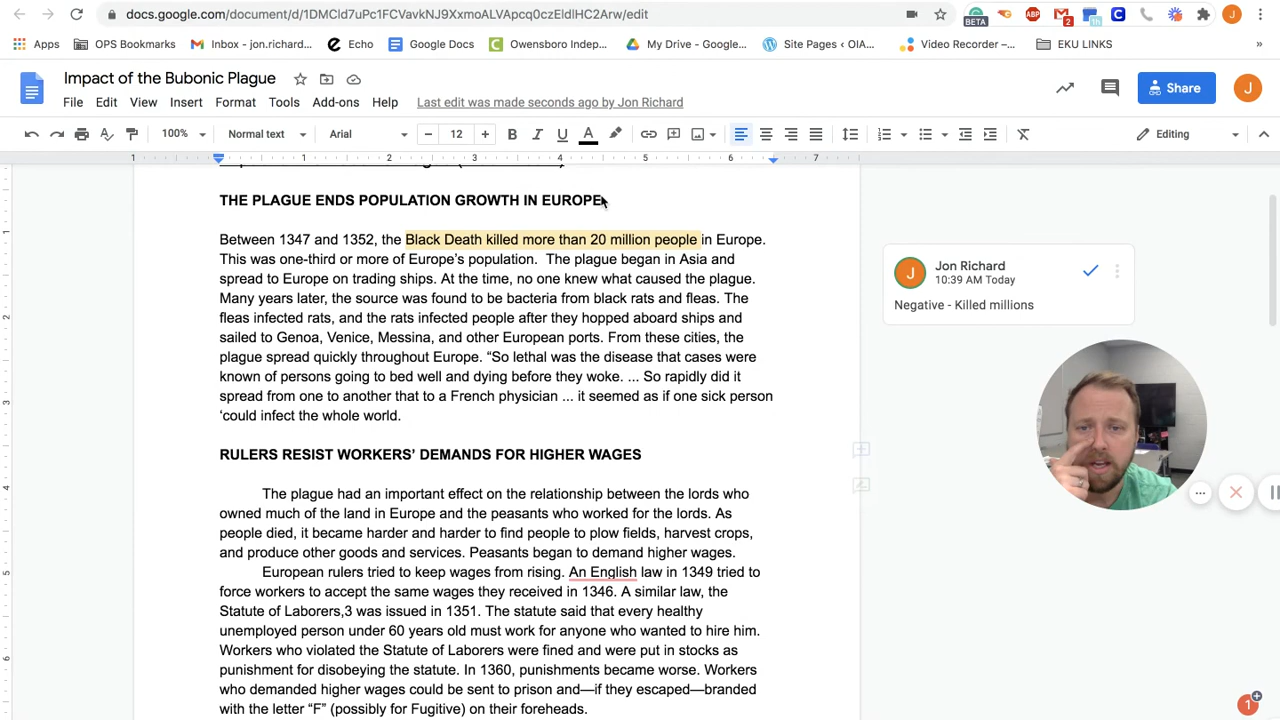 docs.google.com/document/d/1DMCld7uPc1FCVavkNJ9XxmoALVApcq0czEldlHC2Arw/edit
BETA
2
1h
J
Apps
OPS Bookmarks
Inbox - jon.richard...
Echo
Google Docs
Owensboro Indep...
My Drive - Google...
Site Pages ‹ OIA...
Video Recorder –...
EKU LINKS
»
Impact of the Bubonic Plague
File Edit View Insert Format Tools Add-ons Help Last edit was made seconds ago by Jon Richard
Share
J
100% Normal text Arial − 12 + B I U A Editing
1 1 2 3 4 5 6 7
THE PLAGUE ENDS POPULATION GROWTH IN EUROPE
Between 1347 and 1352, the Black Death killed more than 20 million people in Europe.
This was one-third or more of Europe’s population.  The plague began in Asia and
spread to Europe on trading ships. At the time, no one knew what caused the plague.
Many years later, the source was found to be bacteria from black rats and fleas. The
fleas infected rats, and the rats infected people after they hopped aboard ships and
sailed to Genoa, Venice, Messina, and other European ports. From these cities, the
plague spread quickly throughout Europe. “So lethal was the disease that cases were
known of persons going to bed well and dying before they woke. ... So rapidly did it
spread from one to another that to a French physician ... it seemed as if one sick person
‘could infect the whole world.
J
Jon Richard
10:39 AM Today
Negative - Killed millions
RULERS RESIST WORKERS’ DEMANDS FOR HIGHER WAGES
The plague had an important effect on the relationship between the lords who
owned much of the land in Europe and the peasants who worked for the lords. As
people died, it became harder and harder to find people to plow fields, harvest crops,
and produce other goods and services. Peasants began to demand higher wages.
European rulers tried to keep wages from rising. An English law in 1349 tried to
force workers to accept the same wages they received in 1346. A similar law, the
Statute of Laborers,3 was issued in 1351. The statute said that every healthy
unemployed person under 60 years old must work for anyone who wanted to hire him.
Workers who violated the Statute of Laborers were fined and were put in stocks as
punishment for disobeying the statute. In 1360, punishments became worse. Workers
who demanded higher wages could be sent to prison and—if they escaped—branded
with the letter “F” (possibly for Fugitive) on their foreheads.
1
2
3
4
5
6
1